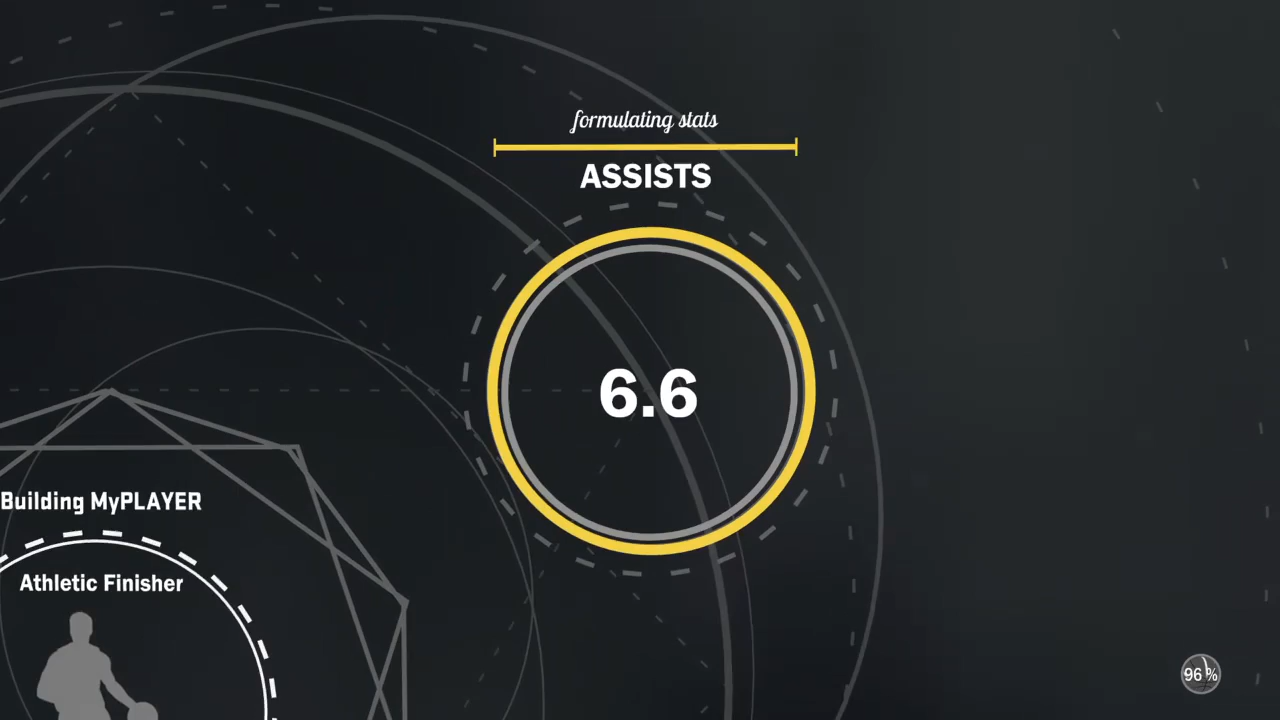 formulating stats
ASSISTS
6.6
Building MyPLAYER
Athletic Finisher
96%